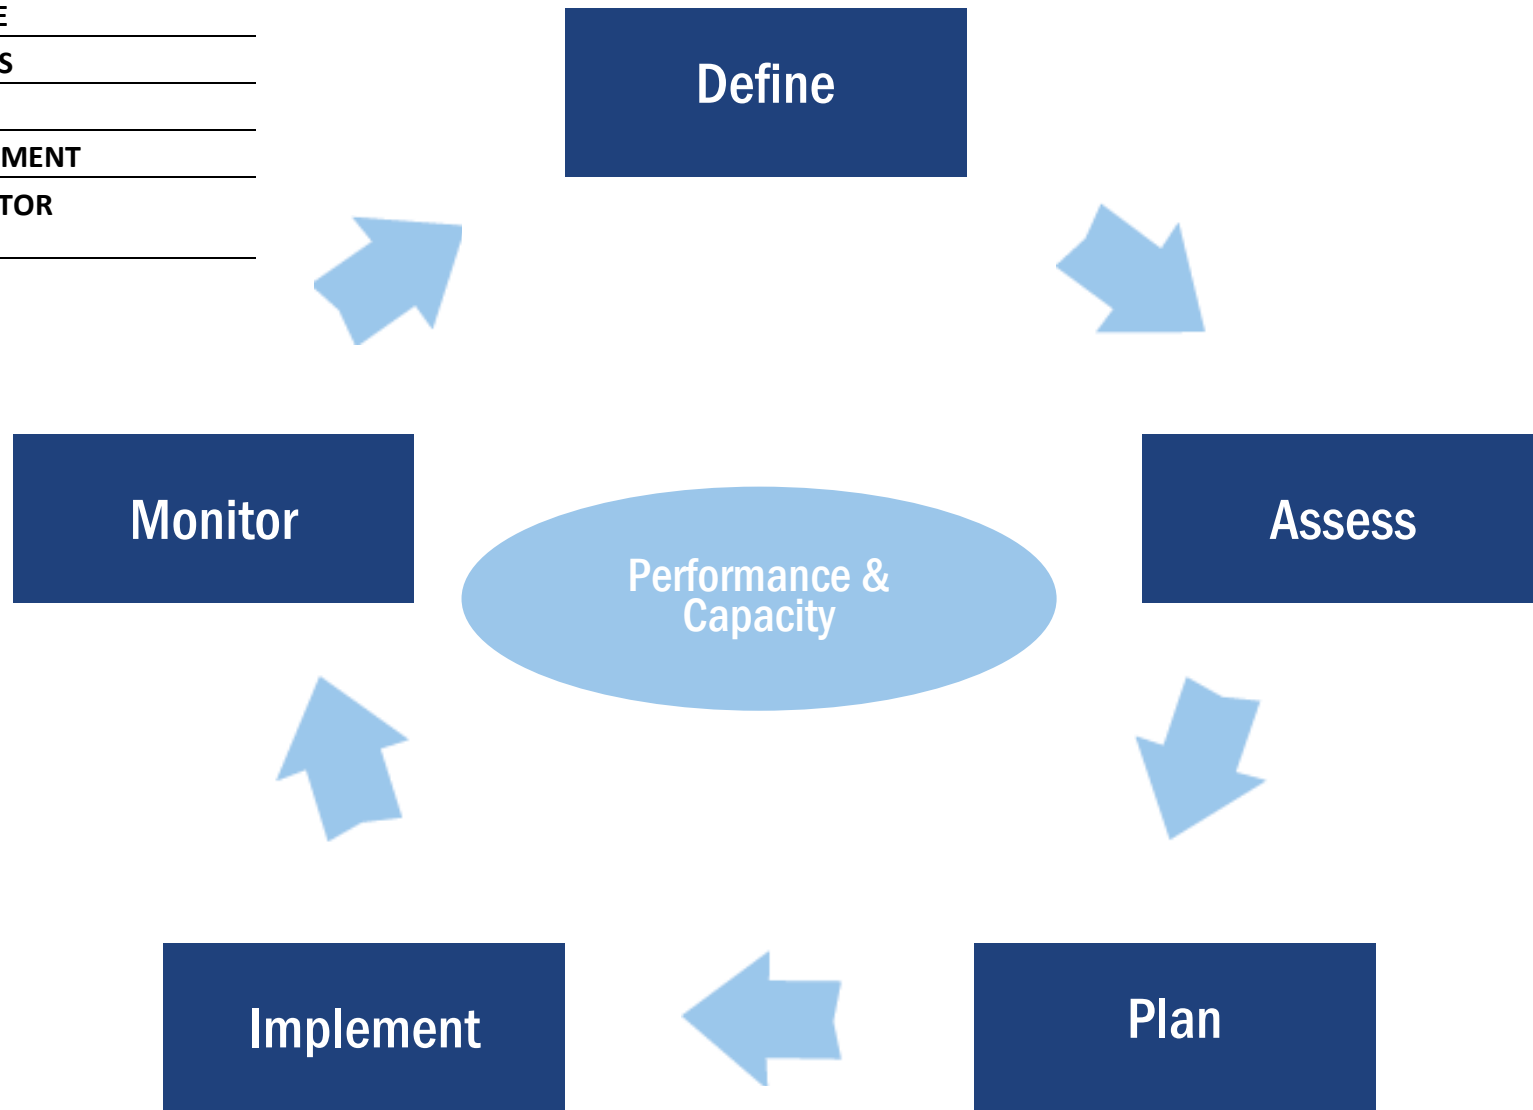 E
S
MENT
TOR
Define
Monitor
Assess
Performance &
Capacity
Implement
Plan